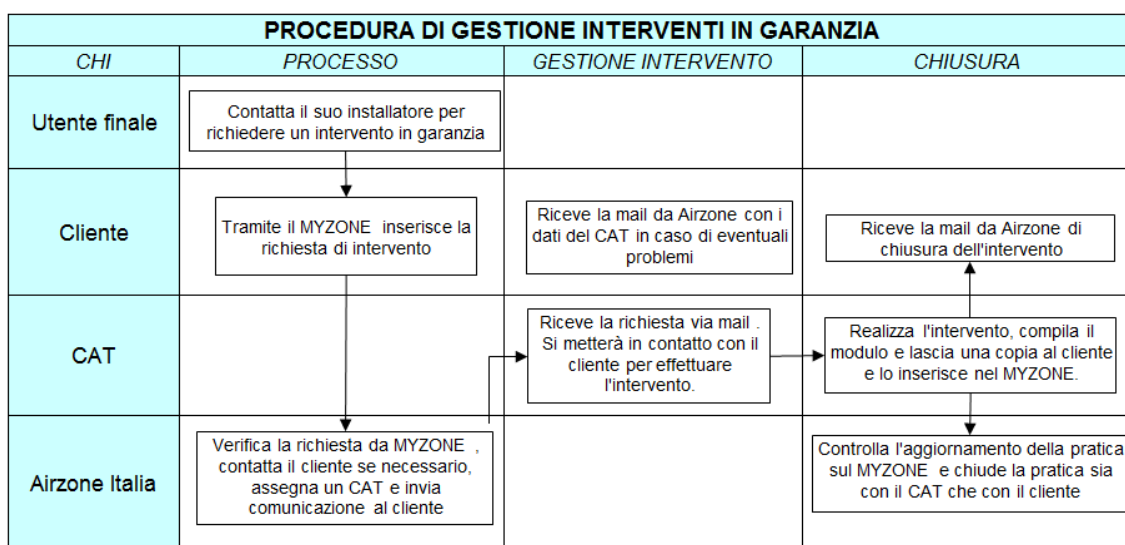 PROCEDURA DI GESTIONE INTERVENTI IN GARANZIA
CHI
PROCESSO
GESTIONE INTERVENTO
CHIUSURA
Utente finale
Contatta il suo installatore per
richiedere un intervento in garanzia
Cliente
Tramite il MYZONE inserisce la
richiesta di intervento
Riceve la mail da Airzone con i
dati del CAT in caso di eventuali
problemi
Riceve la mail da Airzone di
chiusura dell'intervento
CAT
Riceve la richiesta via mail .
Si metterà in contatto con il
cliente per effettuare
l'intervento.
Realizza l'intervento, compila il
modulo e lascia una copia al cliente
e lo inserisce nel MYZONE.
Airzone Italia
Verifica la richiesta da MYZONE ,
contatta il cliente se necessario,
assegna un CAT e invia
comunicazione al cliente
Controlla l'aggiornamento della pratica
sul MYZONE e chiude la pratica sia
con il CAT che con il cliente